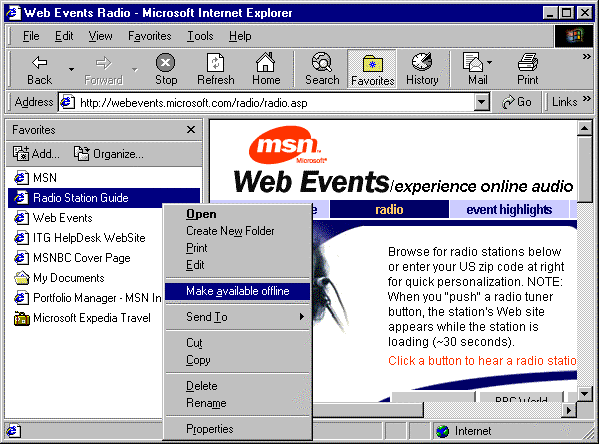 Web Events Radio - Microsoft Internet Explorer
File Edit View Favorites Tools Help
Back Forward Stop Refresh Home Search Favorites History Mail Print
Address http://webevents.microsoft.com/radio/radio.asp Go Links
Favorites
Add... Organize...
MSN
Radio Station Guide
Web Events
ITG HelpDesk WebSite
MSNBC Cover Page
My Documents
Portfolio Manager - MSN In
Microsoft Expedia Travel
Open
Create New Folder
Print
Edit
Make available offline
Send To
Cut
Copy
Delete
Rename
Properties
msn
Microsoft®
Web Events/experience online audio
e radio event highlights
Browse for radio stations below
or enter your US zip code at right
for quick personalization. NOTE:
When you "push" a radio tuner
button, the station's Web site
appears while the station is
loading (~30 seconds).
Click a button to hear a radio statio
Internet